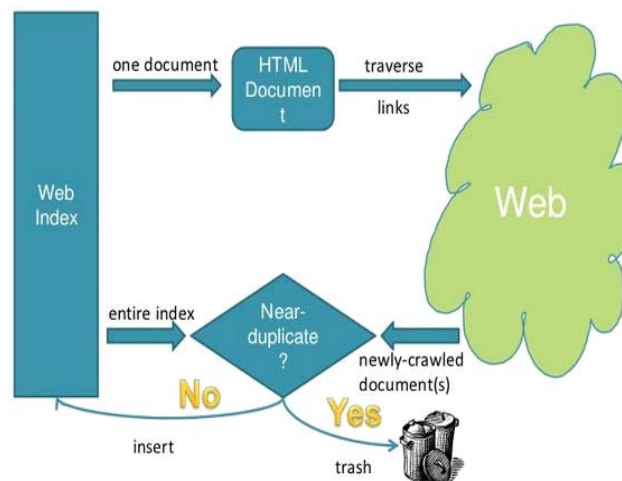 one document
HTML
Documen
t
traverse
links
Web
Index
Web
entire index
Near-
duplicate
?
newly-crawled
document(s)
No
Yes
insert
trash